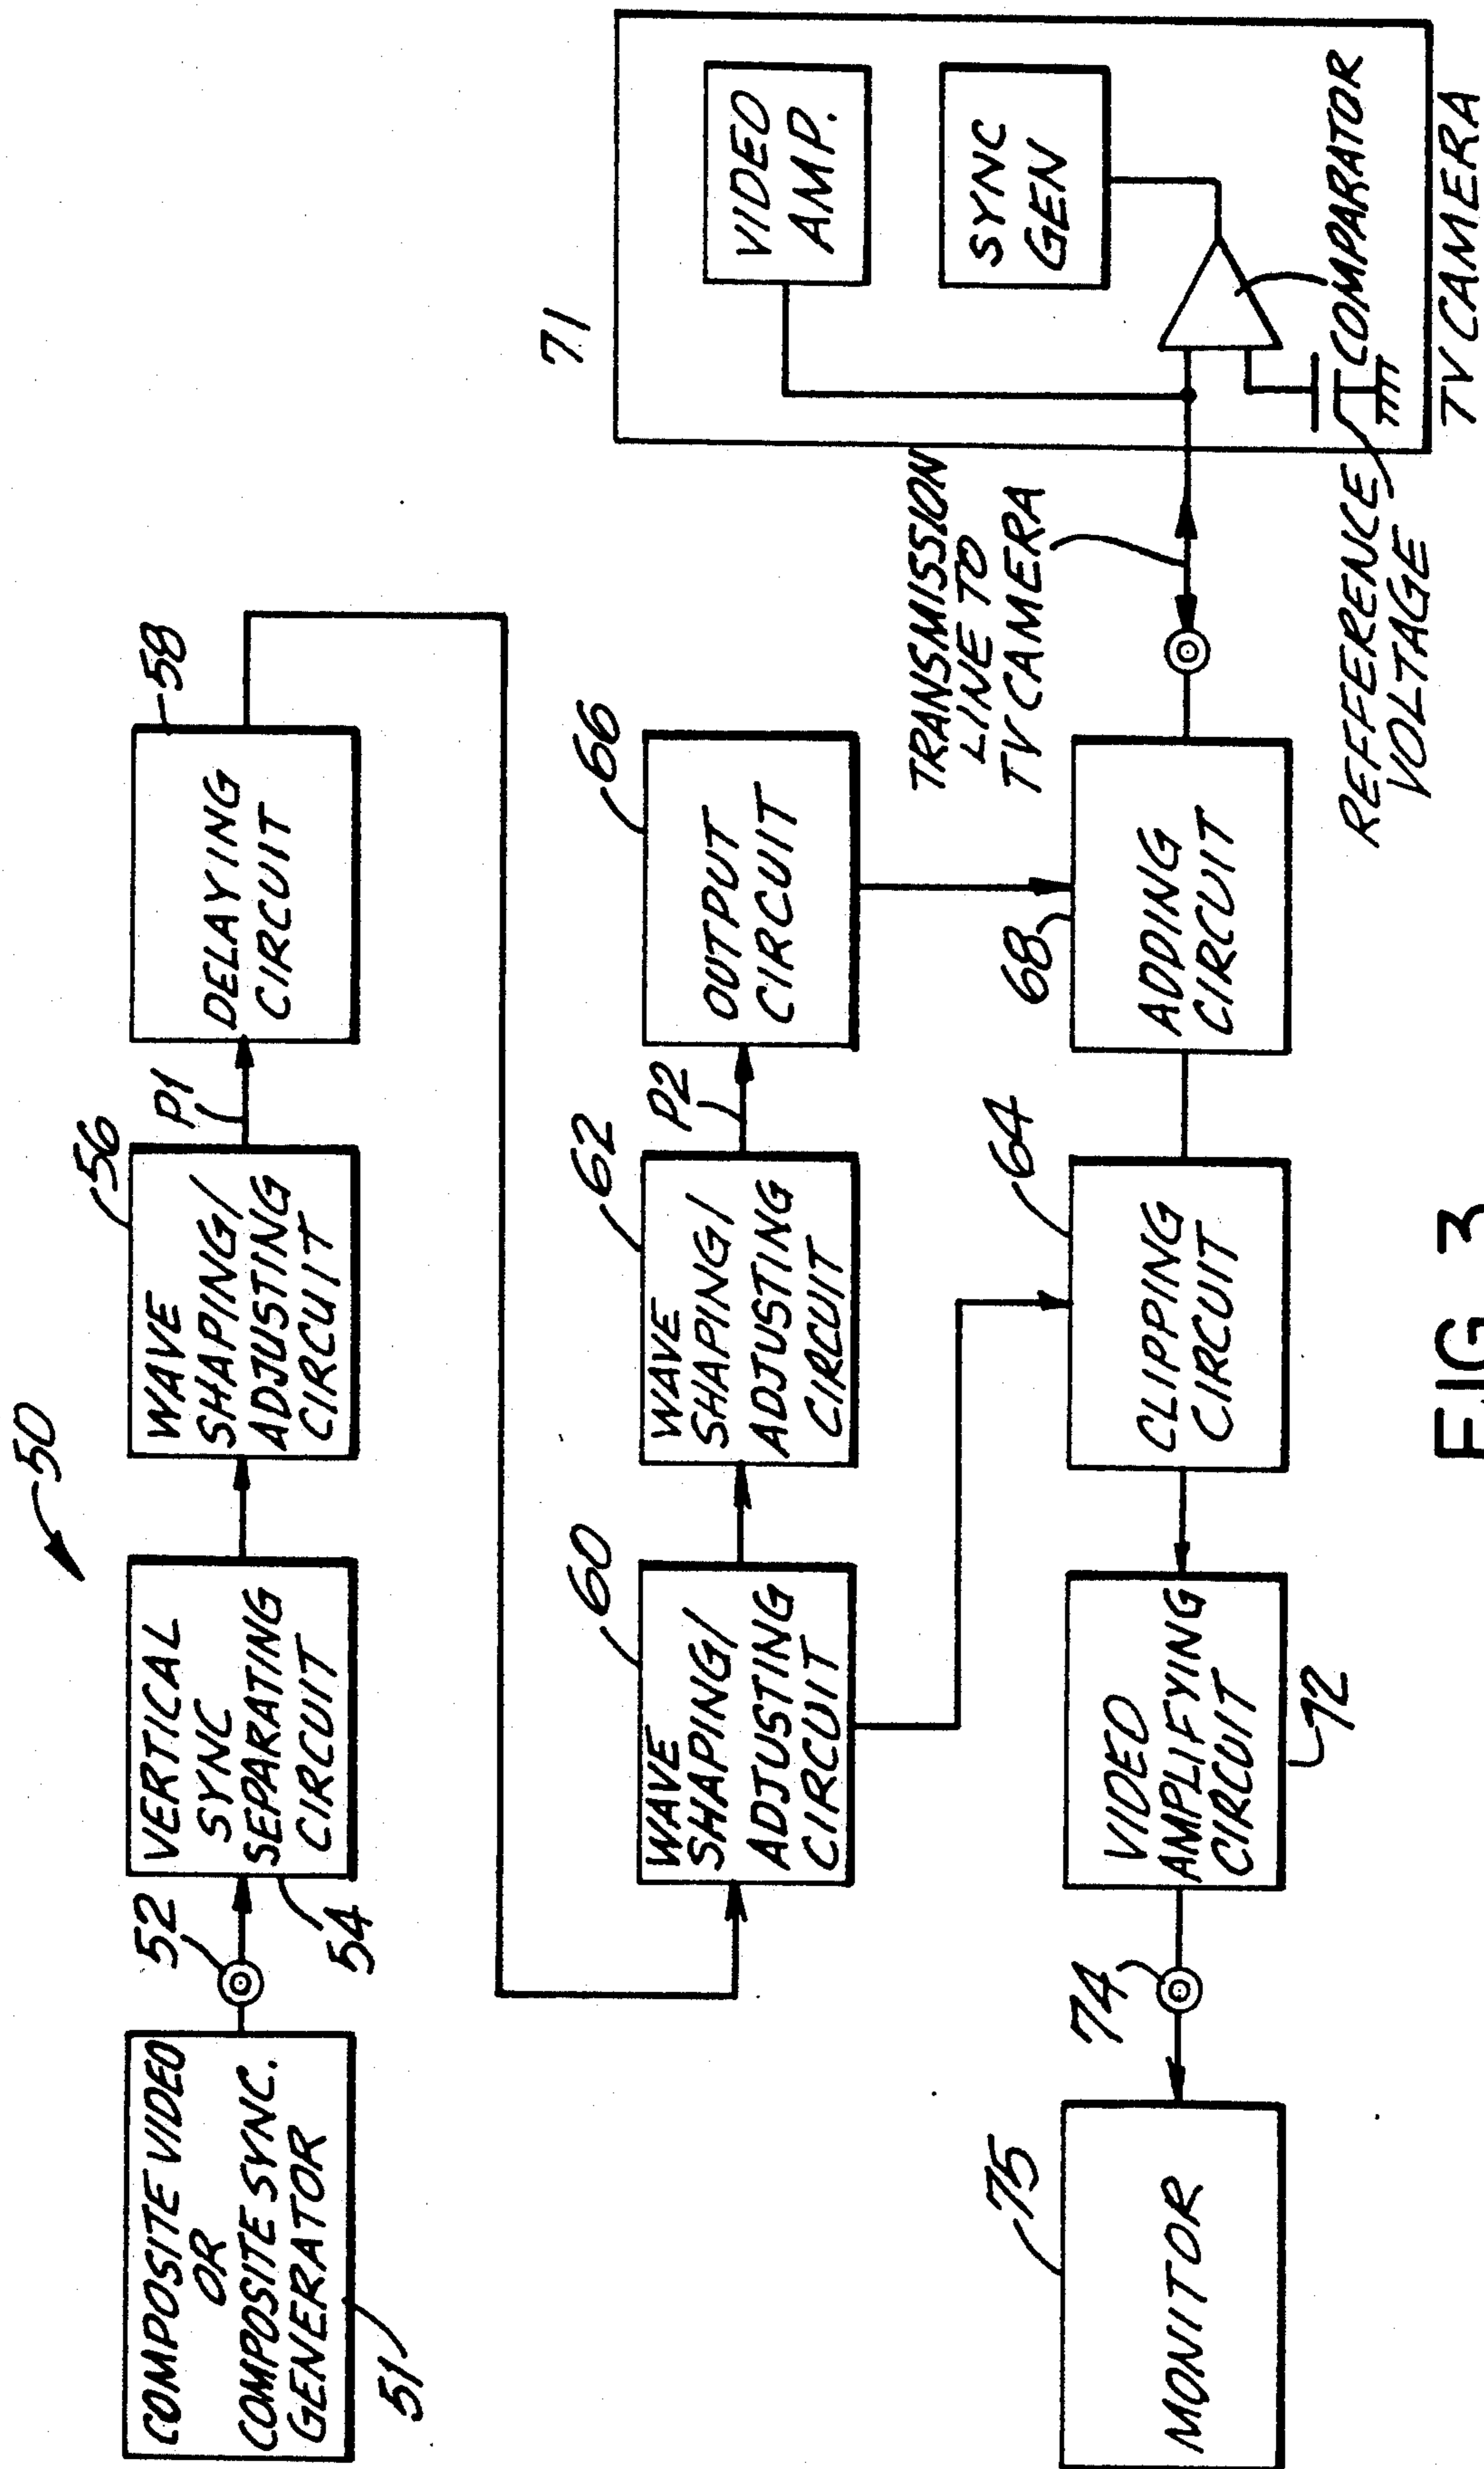 50
COMPOSITE VIDEO
OR
COMPOSITE SYNC.
GENERATOR
51
52
VERTICAL
SYNC
SEPARATING
CIRCUIT
54
WAVE
SHAPING/
ADJUSTING
CIRCUIT
56
P1
DELAYING
CIRCUIT
58
WAVE
SHAPING/
ADJUSTING
CIRCUIT
60
WAVE
SHAPING/
ADJUSTING
CIRCUIT
62
P2
OUTPUT
CIRCUIT
66
71
VIDEO
AMP.
SYNC
GEN
COMPARATOR
TV CAMERA
TRANSMISSION
LINE TO
TV CAMERA
REFFERENCE
VOLTAGE
MONITOR
75
74
VIDEO
AMPLIFYING
CIRCUIT
72
CLIPPING
CIRCUIT
64
ADDING
CIRCUIT
68
FIG. 3